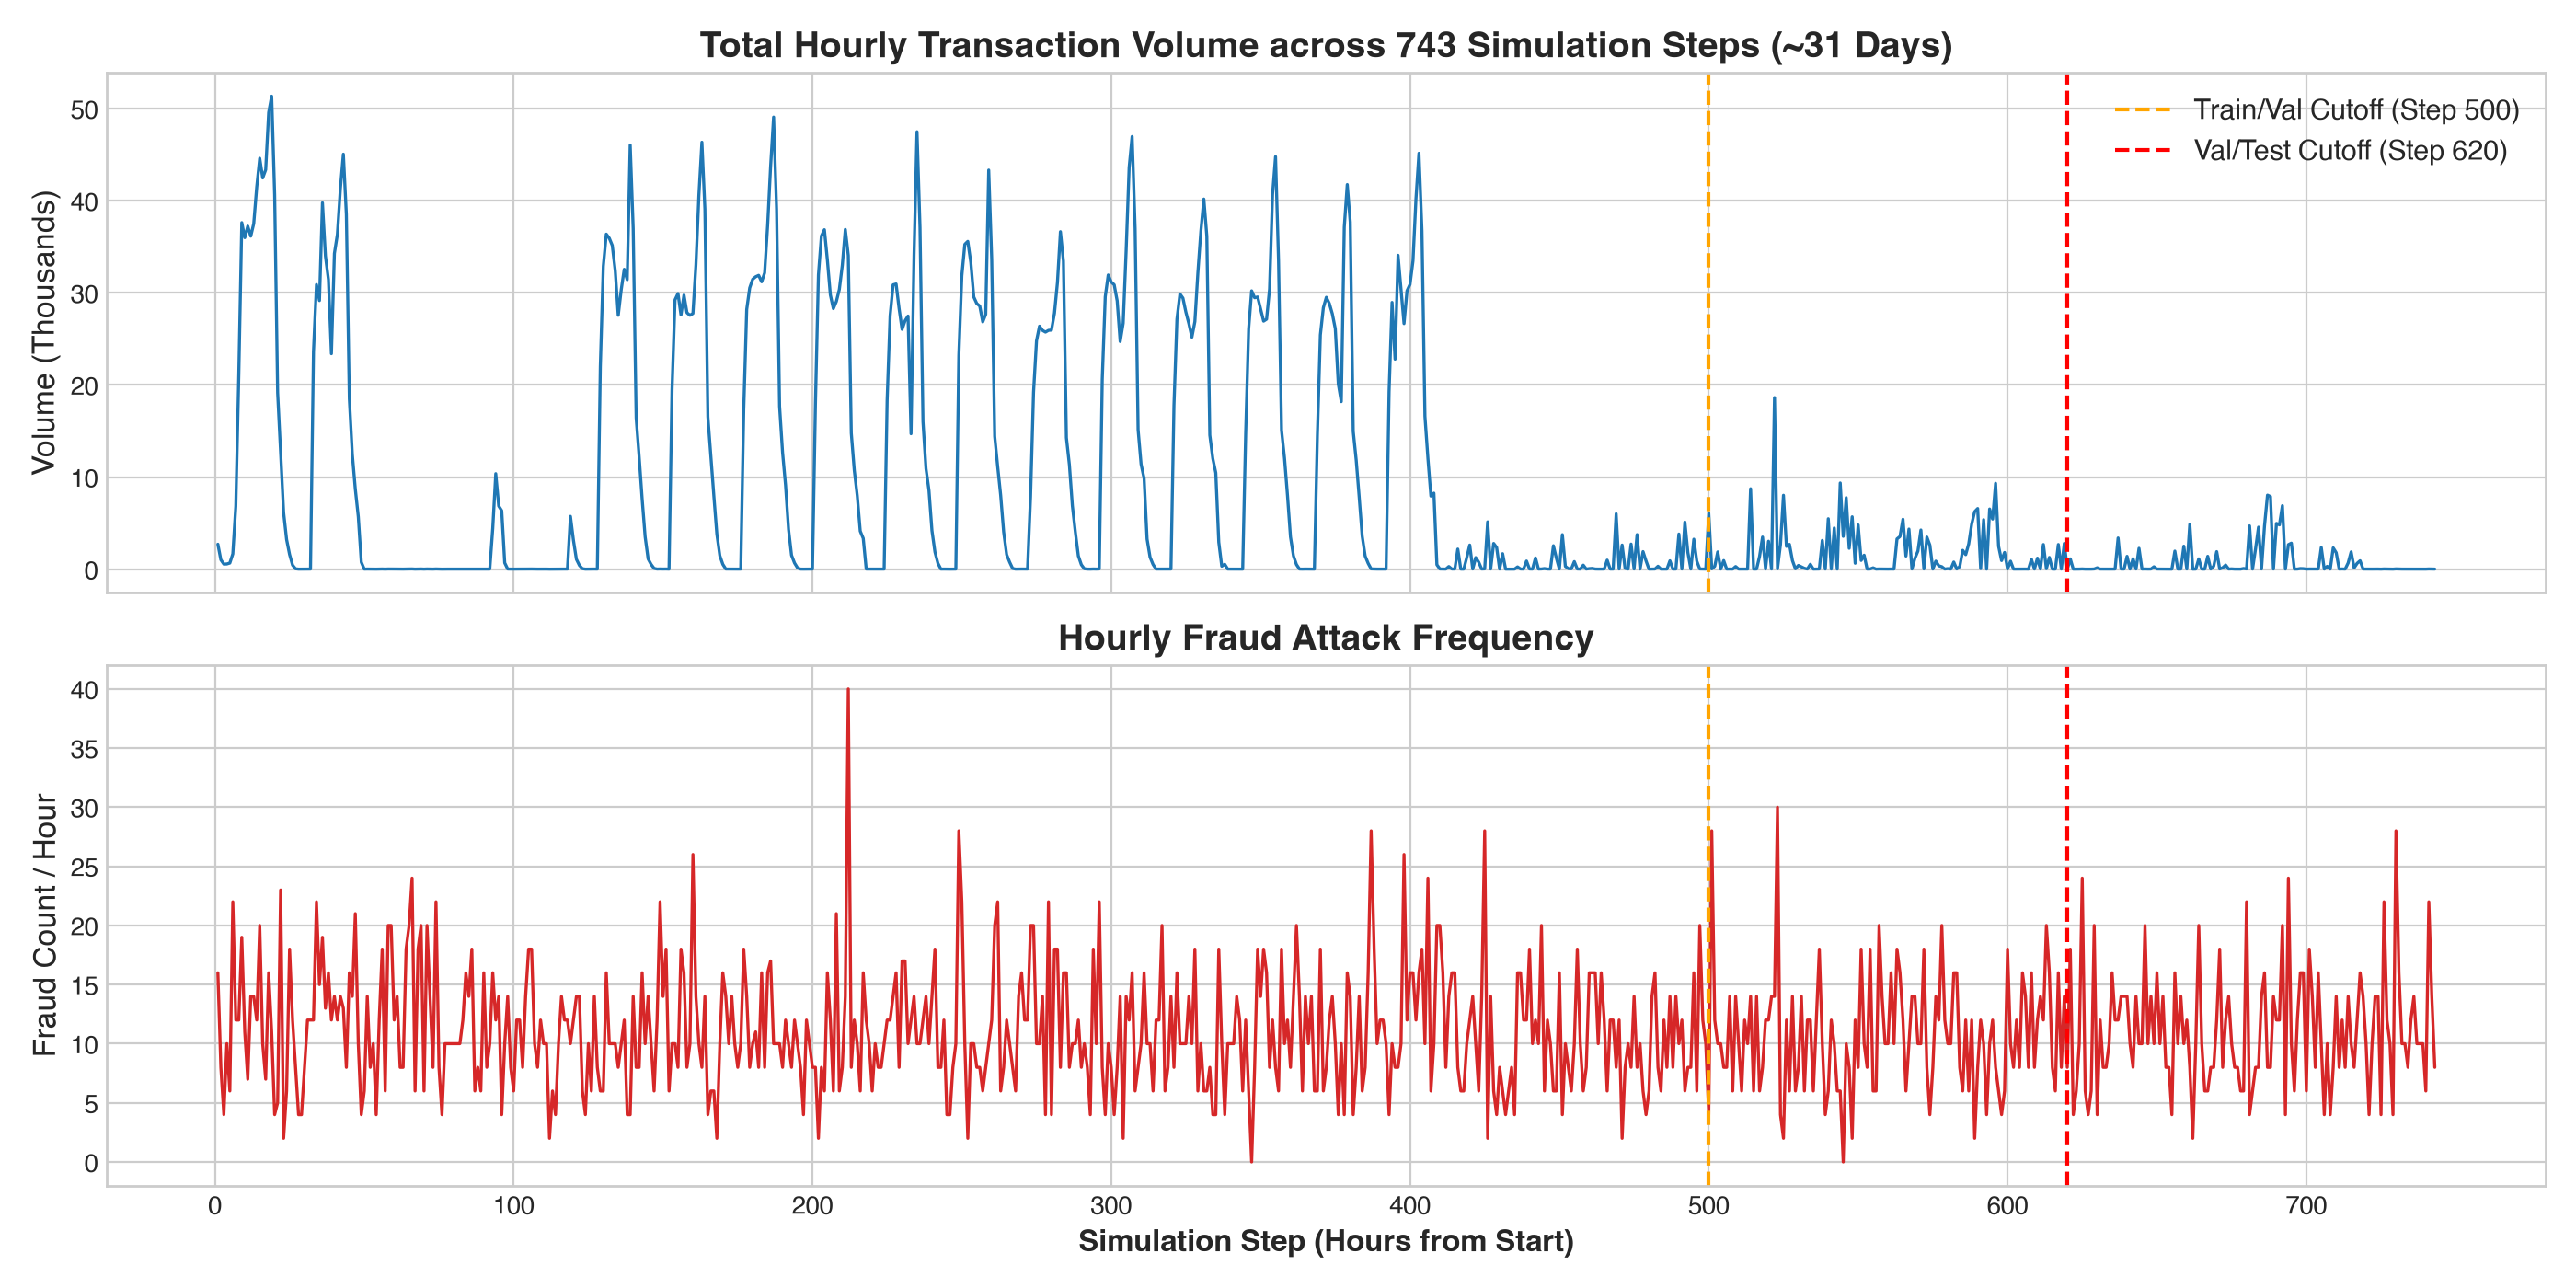 Total Hourly Transaction Volume across 743 Simulation Steps (~31 Days)
Volume (Thousands)
50
40
30
20
10
0
Train/Val Cutoff (Step 500)
Val/Test Cutoff (Step 620)
Hourly Fraud Attack Frequency
Fraud Count / Hour
40
35
30
25
20
15
10
5
0
0 100 200 300 400 500 600 700
Simulation Step (Hours from Start)